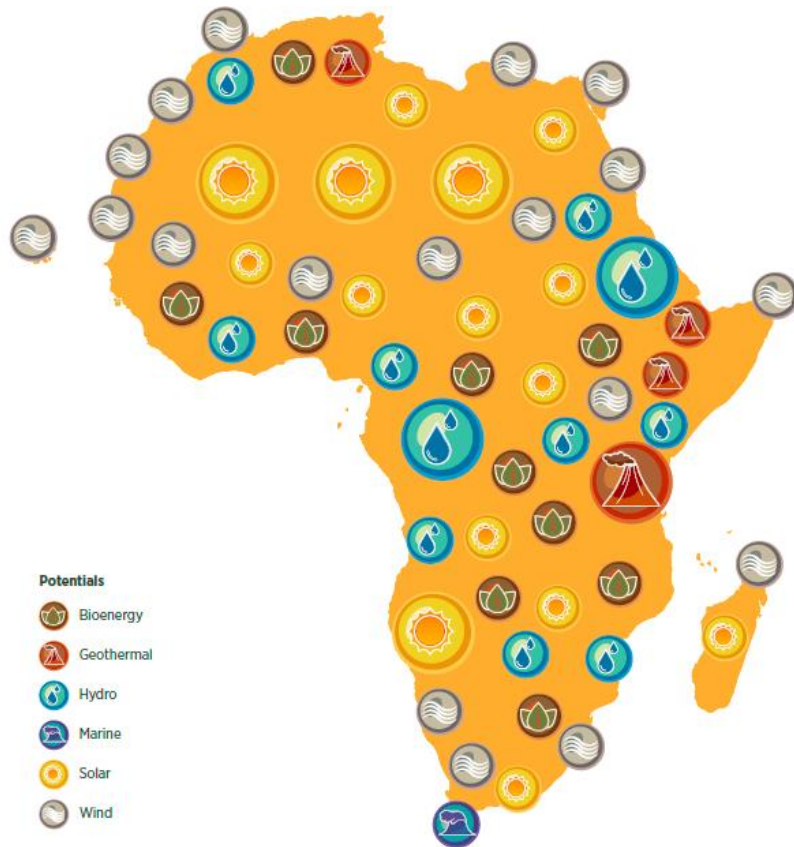 Potentials
Bioenergy
Geothermal
Hydro
Marine
Solar
Wind